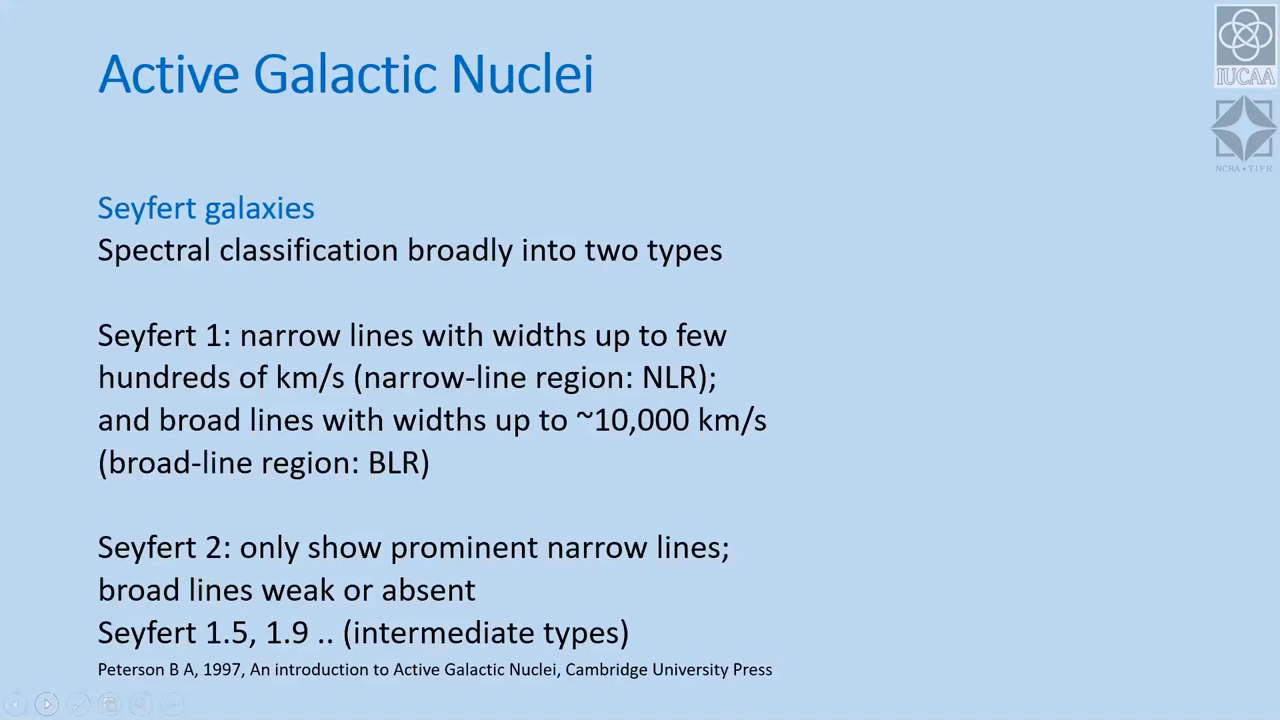 Active Galactic Nuclei
IUCAA
NCRA • TIFR
Seyfert galaxies
Spectral classification broadly into two types
Seyfert 1: narrow lines with widths up to few
hundreds of km/s (narrow-line region: NLR);
and broad lines with widths up to ~10,000 km/s
(broad-line region: BLR)
Seyfert 2: only show prominent narrow lines;
broad lines weak or absent
Seyfert 1.5, 1.9 .. (intermediate types)
Peterson B A, 1997, An introduction to Active Galactic Nuclei, Cambridge University Press